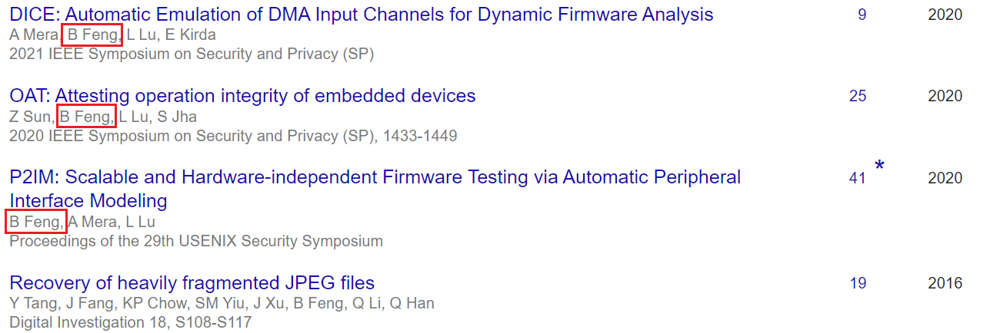 DICE: Automatic Emulation of DMA Input Channels for Dynamic Firmware Analysis 9 2020
A Mera, B Feng, L Lu, E Kirda
2021 IEEE Symposium on Security and Privacy (SP)
OAT: Attesting operation integrity of embedded devices 25 2020
Z Sun, B Feng, L Lu, S Jha
2020 IEEE Symposium on Security and Privacy (SP), 1433-1449
P2IM: Scalable and Hardware-independent Firmware Testing via Automatic Peripheral 41 * 2020
Interface Modeling
B Feng, A Mera, L Lu
Proceedings of the 29th USENIX Security Symposium
Recovery of heavily fragmented JPEG files 19 2016
Y Tang, J Fang, KP Chow, SM Yiu, J Xu, B Feng, Q Li, Q Han
Digital Investigation 18, S108-S117